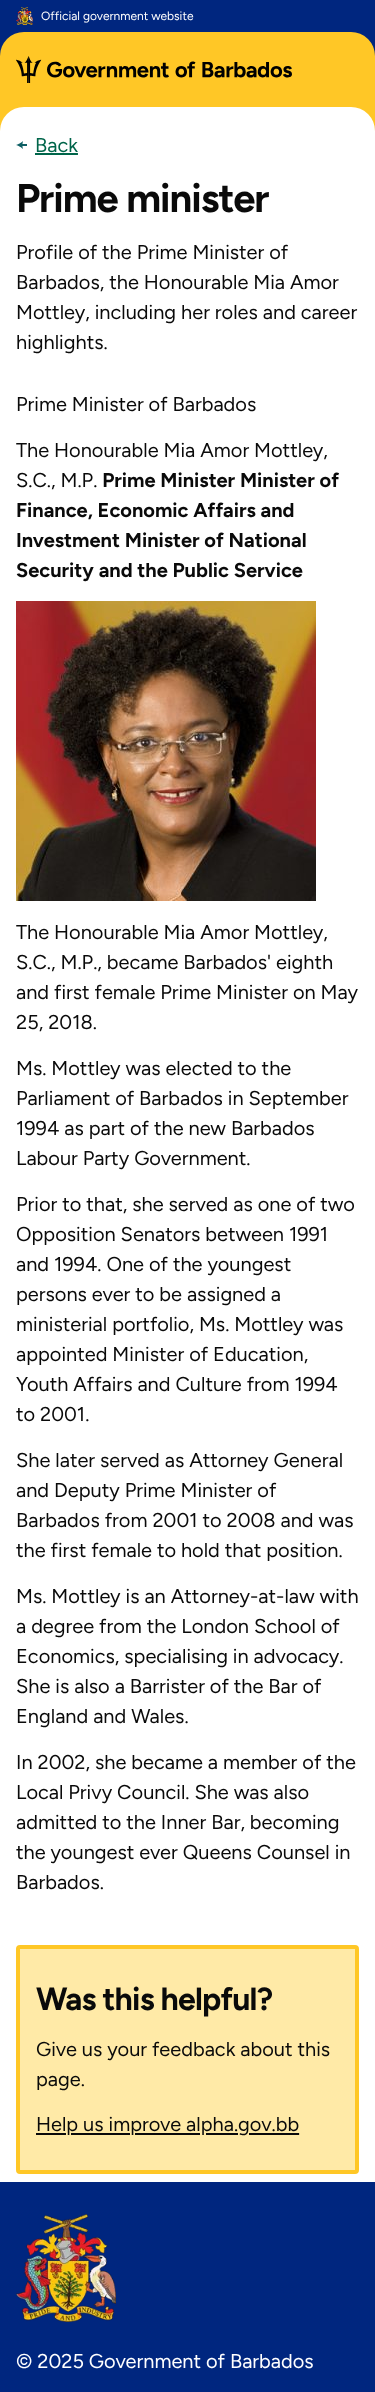 Official government website
Government of Barbados
Back
Prime minister
Profile of the Prime Minister of
Barbados, the Honourable Mia Amor
Mottley, including her roles and career
highlights.
Prime Minister of Barbados
The Honourable Mia Amor Mottley,
S.C., M.P. Prime Minister Minister of
Finance, Economic Affairs and
Investment Minister of National
Security and the Public Service
The Honourable Mia Amor Mottley,
S.C., M.P., became Barbados' eighth
and first female Prime Minister on May
25, 2018.
Ms. Mottley was elected to the
Parliament of Barbados in September
1994 as part of the new Barbados
Labour Party Government.
Prior to that, she served as one of two
Opposition Senators between 1991
and 1994. One of the youngest
persons ever to be assigned a
ministerial portfolio, Ms. Mottley was
appointed Minister of Education,
Youth Affairs and Culture from 1994
to 2001.
She later served as Attorney General
and Deputy Prime Minister of
Barbados from 2001 to 2008 and was
the first female to hold that position.
Ms. Mottley is an Attorney-at-law with
a degree from the London School of
Economics, specialising in advocacy.
She is also a Barrister of the Bar of
England and Wales.
In 2002, she became a member of the
Local Privy Council. She was also
admitted to the Inner Bar, becoming
the youngest ever Queens Counsel in
Barbados.
Was this helpful?
Give us your feedback about this
page.
Help us improve alpha.gov.bb
PRIDE AND INDUSTRY
© 2025 Government of Barbados